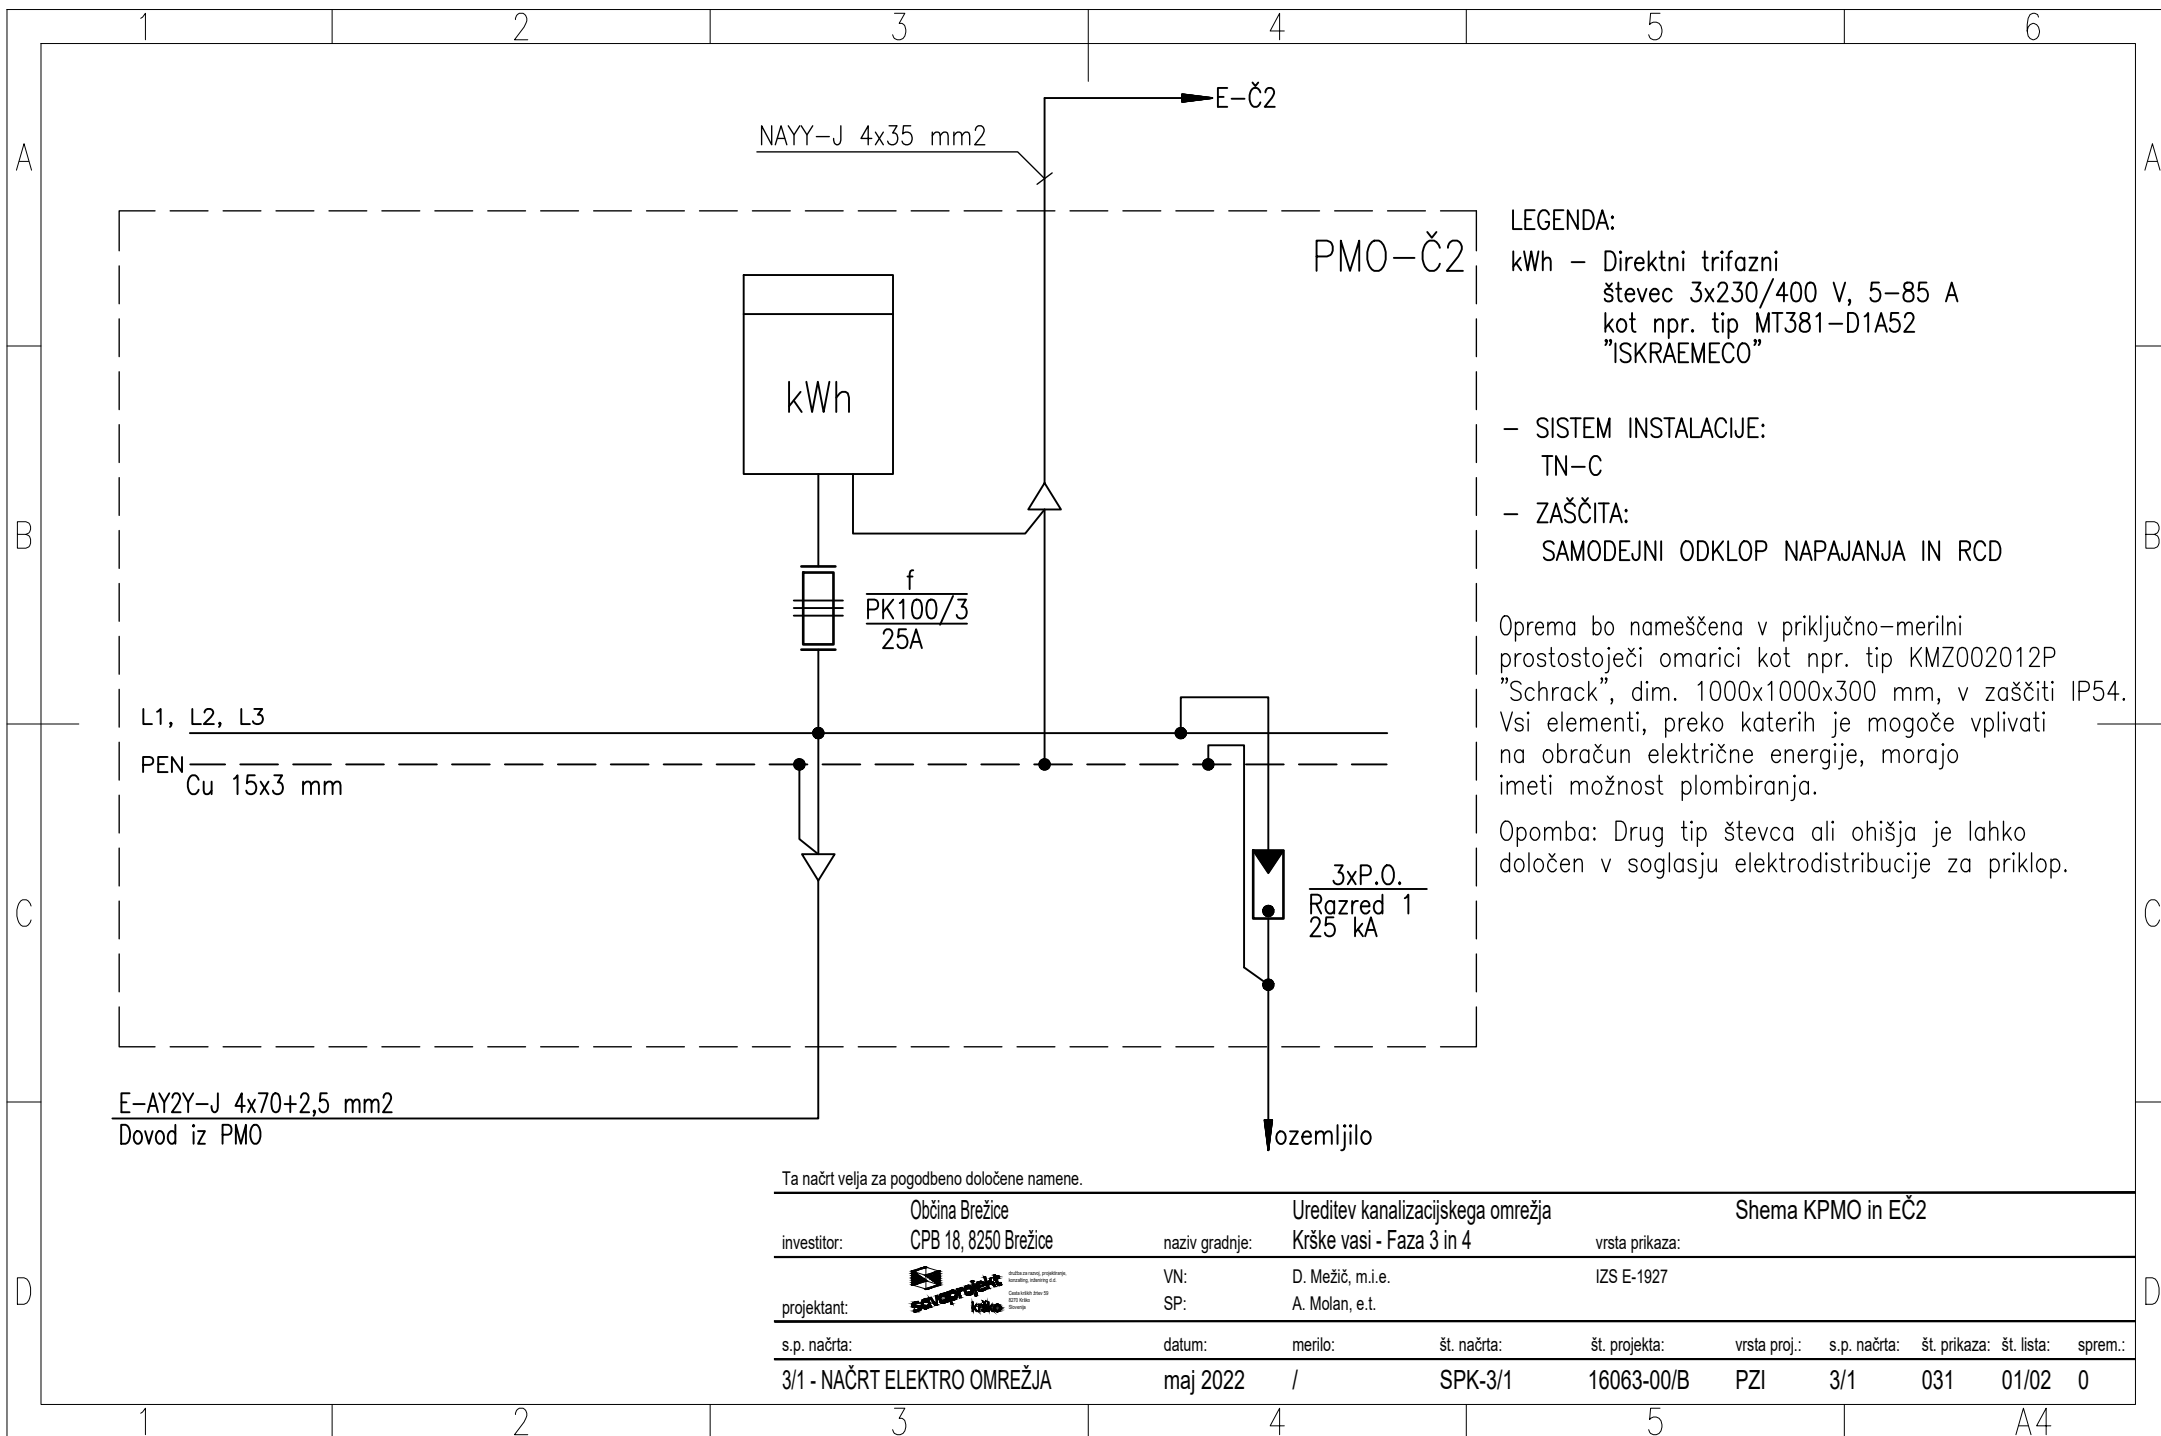 1 2 3 4 5 6
A
A
E-Č2
NAYY-J 4x35 mm2
PMO-Č2
kWh
LEGENDA:
kWh - Direktni trifazni
števec 3x230/400 V, 5-85 A
kot npr. tip MT381-D1A52
"ISKRAEMECO"
- SISTEM INSTALACIJE:
TN-C
- ZAŠČITA:
SAMODEJNI ODKLOP NAPAJANJA IN RCD
B
B
f
PK100/3
25A
Oprema bo nameščena v priključno-merilni
prostostoječi omarici kot npr. tip KMZ002012P
"Schrack", dim. 1000x1000x300 mm, v zaščiti IP54.
Vsi elementi, preko katerih je mogoče vplivati
na obračun električne energije, morajo
imeti možnost plombiranja.
Opomba: Drug tip števca ali ohišja je lahko
določen v soglasju elektrodistribucije za priklop.
L1, L2, L3
PEN
Cu 15x3 mm
3xP.O.
Razred 1
25 kA
C
C
E-AY2Y-J 4x70+2,5 mm2
Dovod iz PMO
ozemljilo
Ta načrt velja za pogodbeno določene namene.
investitor: Občina Brežice
CPB 18, 8250 Brežice
naziv gradnje: Ureditev kanalizacijskega omrežja
Krške vasi - Faza 3 in 4
vrsta prikaza: Shema KPMO in EČ2
D
D
projektant: savaprojekt
krško
VN: D. Mežič, m.i.e. IZS E-1927
SP: A. Molan, e.t.
s.p. načrta: datum: merilo: št. načrta: št. projekta: vrsta proj.: s.p. načrta: št. prikaza: št. lista: sprem.:
3/1 - NAČRT ELEKTRO OMREŽJA maj 2022 / SPK-3/1 16063-00/B PZI 3/1 031 01/02 0
1 2 3 4 5 A4